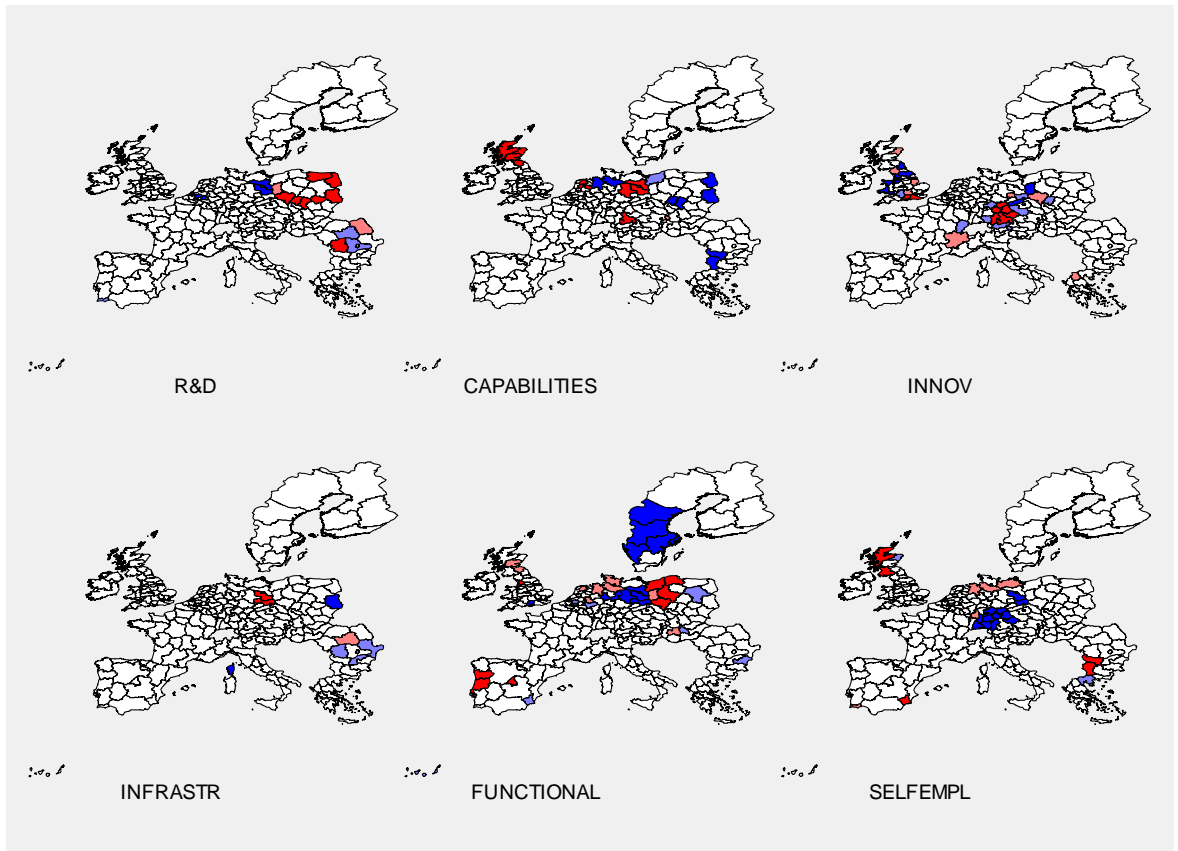 R&D
CAPABILITIES
INNOV
INFRASTR
FUNCTIONAL
SELFEMPL